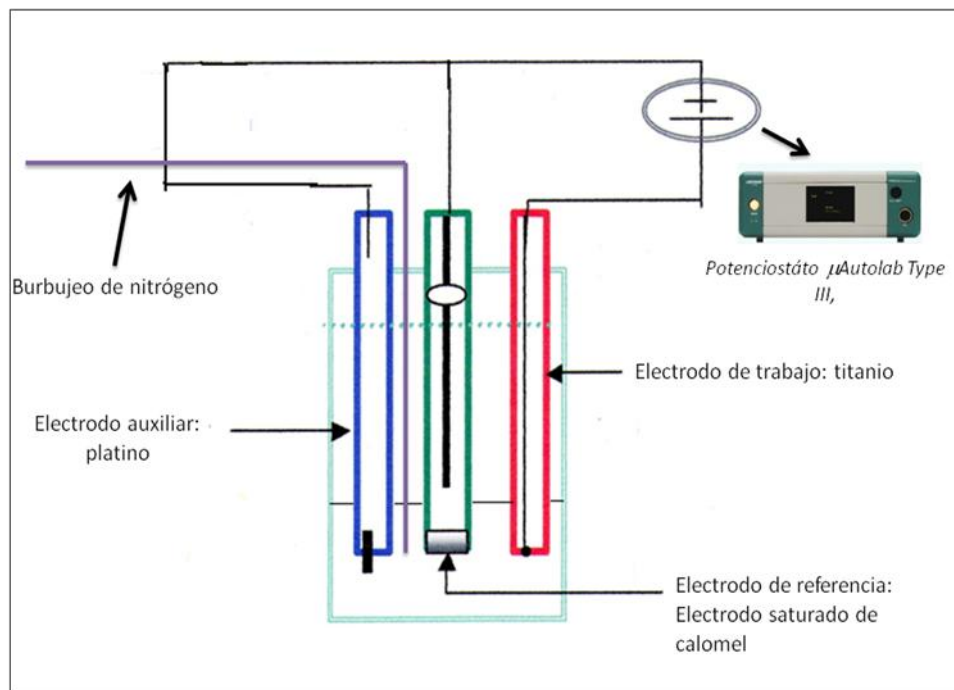 Burbujeo de nitrógeno
Potenciostáto µAutolab Type
III,
Electrodo de trabajo: titanio
Electrodo auxiliar:
platino
Electrodo de referencia:
Electrodo saturado de
calomel